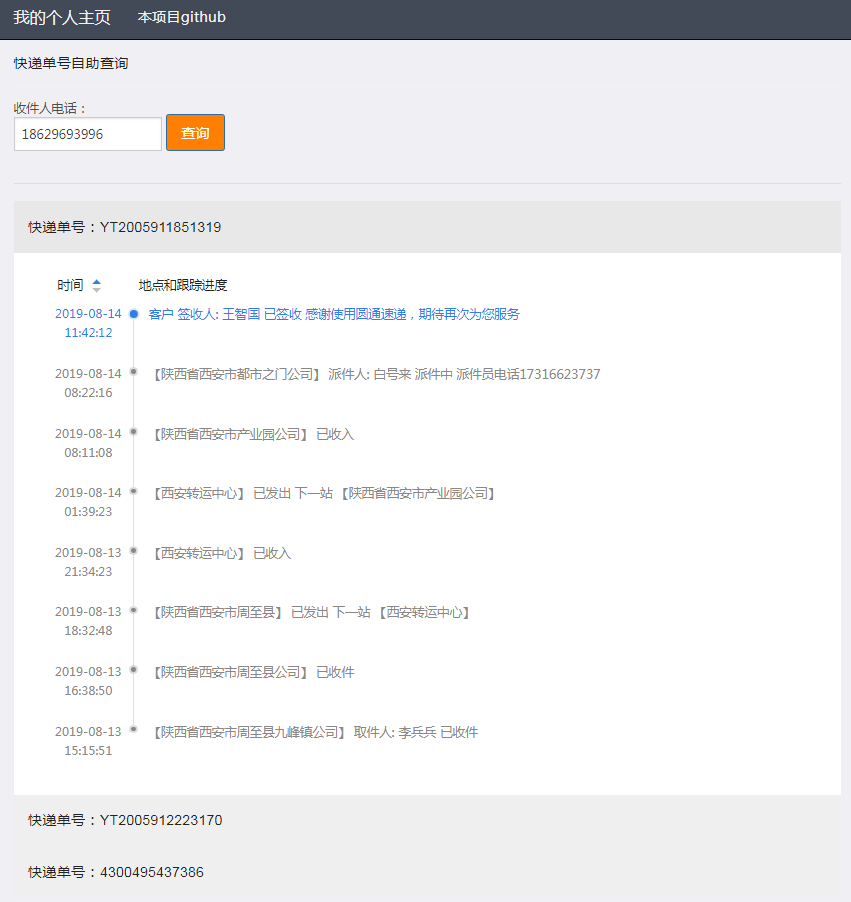 我的个人主页 本项目github
快递单号自助查询
收件人电话：
18629693996 查询
快递单号：YT2005911851319
时间 地点和跟踪进度
2019-08-14 客户 签收人: 王智国 已签收 感谢使用圆通速递，期待再次为您服务
11:42:12
2019-08-14 【陕西省西安市都市之门公司】 派件人: 白号来 派件中 派件员电话17316623737
08:22:16
2019-08-14 【陕西省西安市产业园公司】 已收入
08:11:08
2019-08-14 【西安转运中心】 已发出 下一站 【陕西省西安市产业园公司】
01:39:23
2019-08-13 【西安转运中心】 已收入
21:34:23
2019-08-13 【陕西省西安市周至县】 已发出 下一站 【西安转运中心】
18:32:48
2019-08-13 【陕西省西安市周至县公司】 已收件
16:38:50
2019-08-13 【陕西省西安市周至县九峰镇公司】 取件人: 李兵兵 已收件
15:15:51
快递单号：YT2005912223170
快递单号：4300495437386